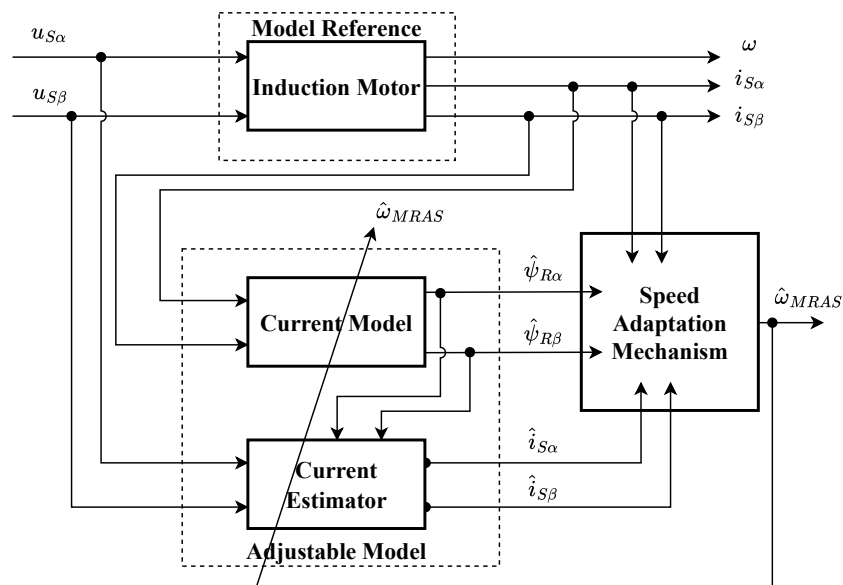 Model Reference
u_{Sα}
ω
Induction Motor
i_{Sα}
u_{Sβ}
i_{Sβ}
\hat{ω}_{MRAS}
\hat{ψ}_{Rα}
Current Model
\hat{ψ}_{Rβ}
Speed
Adaptation
Mechanism
\hat{ω}_{MRAS}
\hat{i}_{Sα}
Current
Estimator
\hat{i}_{Sβ}
Adjustable Model